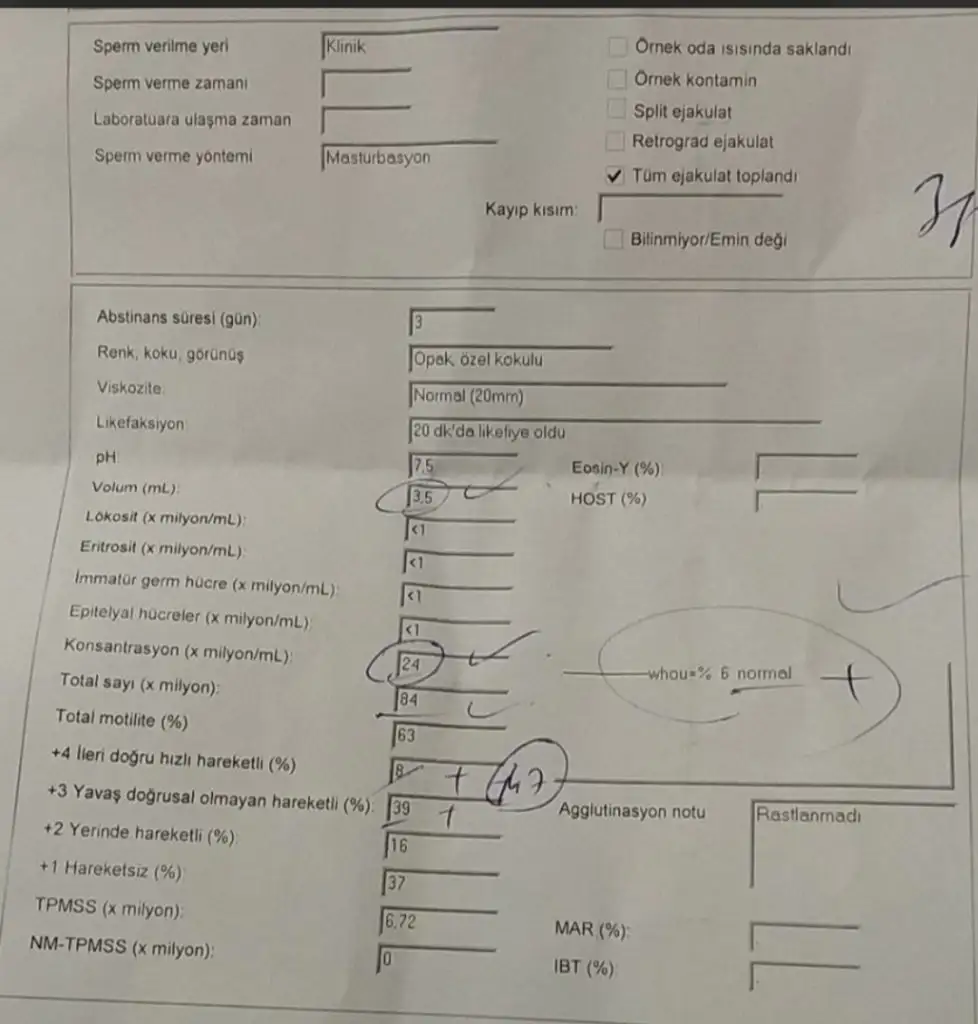 Sperm verilme yeri Klinik
Sperm verme zamanı
Laboratuara ulaşma zaman
Sperm verme yöntemi Masturbasyon
Örnek oda ısısında saklandı
Örnek kontamin
Split ejakulat
Retrograd ejakulat
✓ Tüm ejakulat toplandı
Kayıp kısım:
Bilinmiyor/Emin deği
Abstinans süresi (gün): 3
Renk, koku, görünüş Opak, özel kokulu
Viskozite: Normal (20mm)
Likefaksiyon 20 dk'da likefiye oldu
pH: 7,5 Eosin-Y (%)
Volum (mL): 3,5 HOST (%)
Lökosit (x milyon/mL): <1
Eritrosit (x milyon/mL): <1
İmmatür germ hücre (x milyon/mL): <1
Epitelyal hücreler (x milyon/mL) <1
Konsantrasyon (x milyon/mL): 24
whou=% 6 normal +
Total sayı (x milyon): 84
Total motilite (%) 63
+4 İleri doğru hızlı hareketli (%) 8 + 47
+3 Yavaş doğrusal olmayan hareketli (%): 39 +
Agglutinasyon notu Rastlanmadı
+2 Yerinde hareketli (%) 16
+1 Hareketsiz (%) 37
TPMSS (x milyon): 6,72 MAR (%):
NM-TPMSS (x milyon): 0 IBT (%)